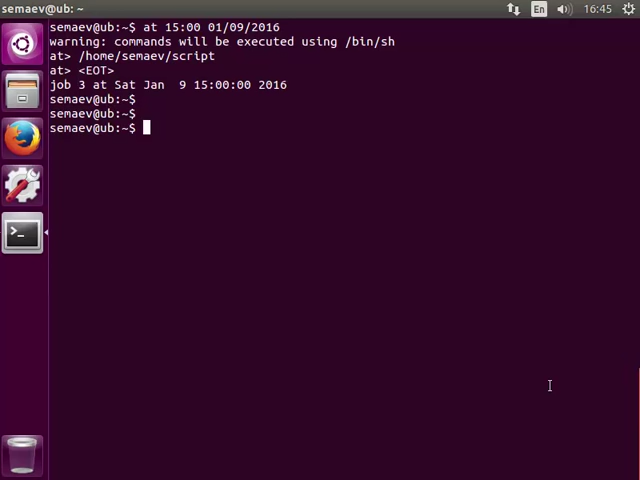 semaev@ub: ~
En
16:45
semaev@ub:~$ at 15:00 01/09/2016
warning: commands will be executed using /bin/sh
at> /home/semaev/script
at> <EOT>
job 3 at Sat Jan  9 15:00:00 2016
semaev@ub:~$
semaev@ub:~$
semaev@ub:~$
>_